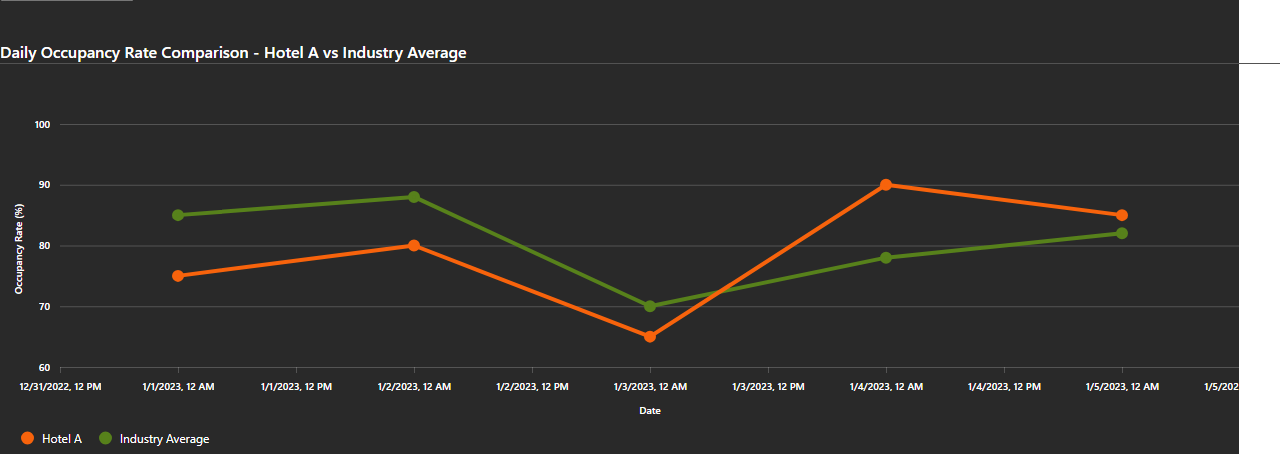 Daily Occupancy Rate Comparison - Hotel A vs Industry Average
100
90
80
70
60
Occupancy Rate (%)
12/31/2022, 12 PM 1/1/2023, 12 AM 1/1/2023, 12 PM 1/2/2023, 12 AM 1/2/2023, 12 PM 1/3/2023, 12 AM 1/3/2023, 12 PM 1/4/2023, 12 AM 1/4/2023, 12 PM 1/5/2023, 12 AM 1/5/202
Date
Hotel A Industry Average